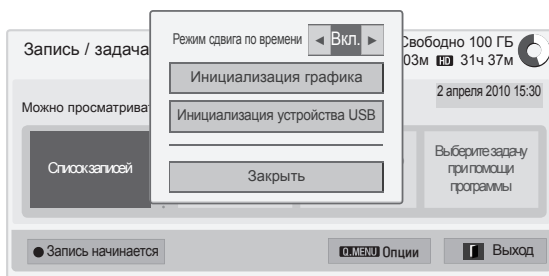 Запись / задача
Режим сдвига по времени ◄ Вкл. ►
Свободно 100 ГБ
03м HD 31ч 37м
Инициализация графика
2 апреля 2010 15:30
Можно просматрива
Инициализация устройства USB
Список записей
Закрыть
Выберите задачу
при помощи
программы
● Запись начинается
Q.MENU Опции
Выход